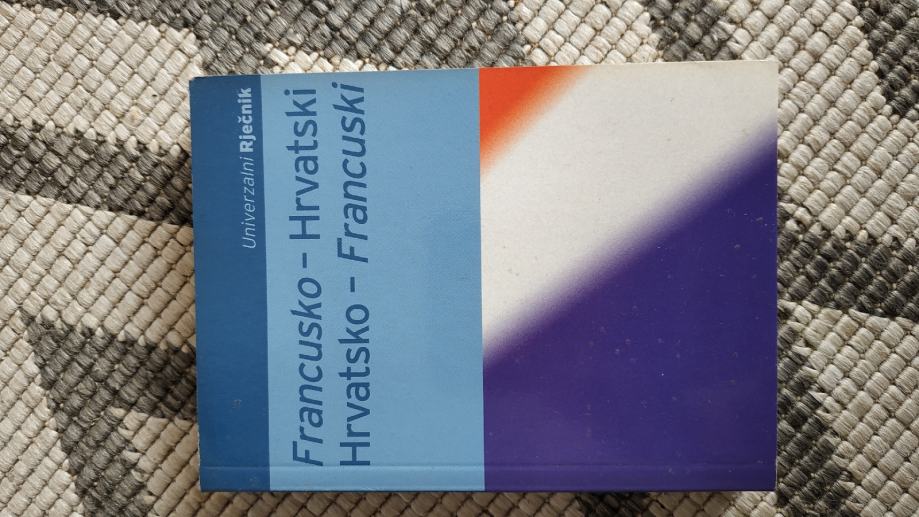 Univerzalni Rječnik
Francusko – Hrvatski
Hrvatsko – Francuski